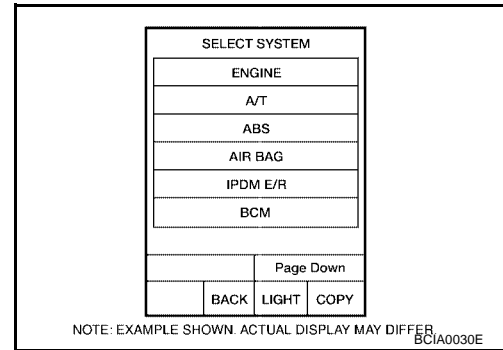 SELECT SYSTEM
ENGINE
A/T
ABS
AIR BAG
IPDM E/R
BCM
Page Down
BACK LIGHT COPY
NOTE: EXAMPLE SHOWN. ACTUAL DISPLAY MAY DIFFER.
BCIA0030E